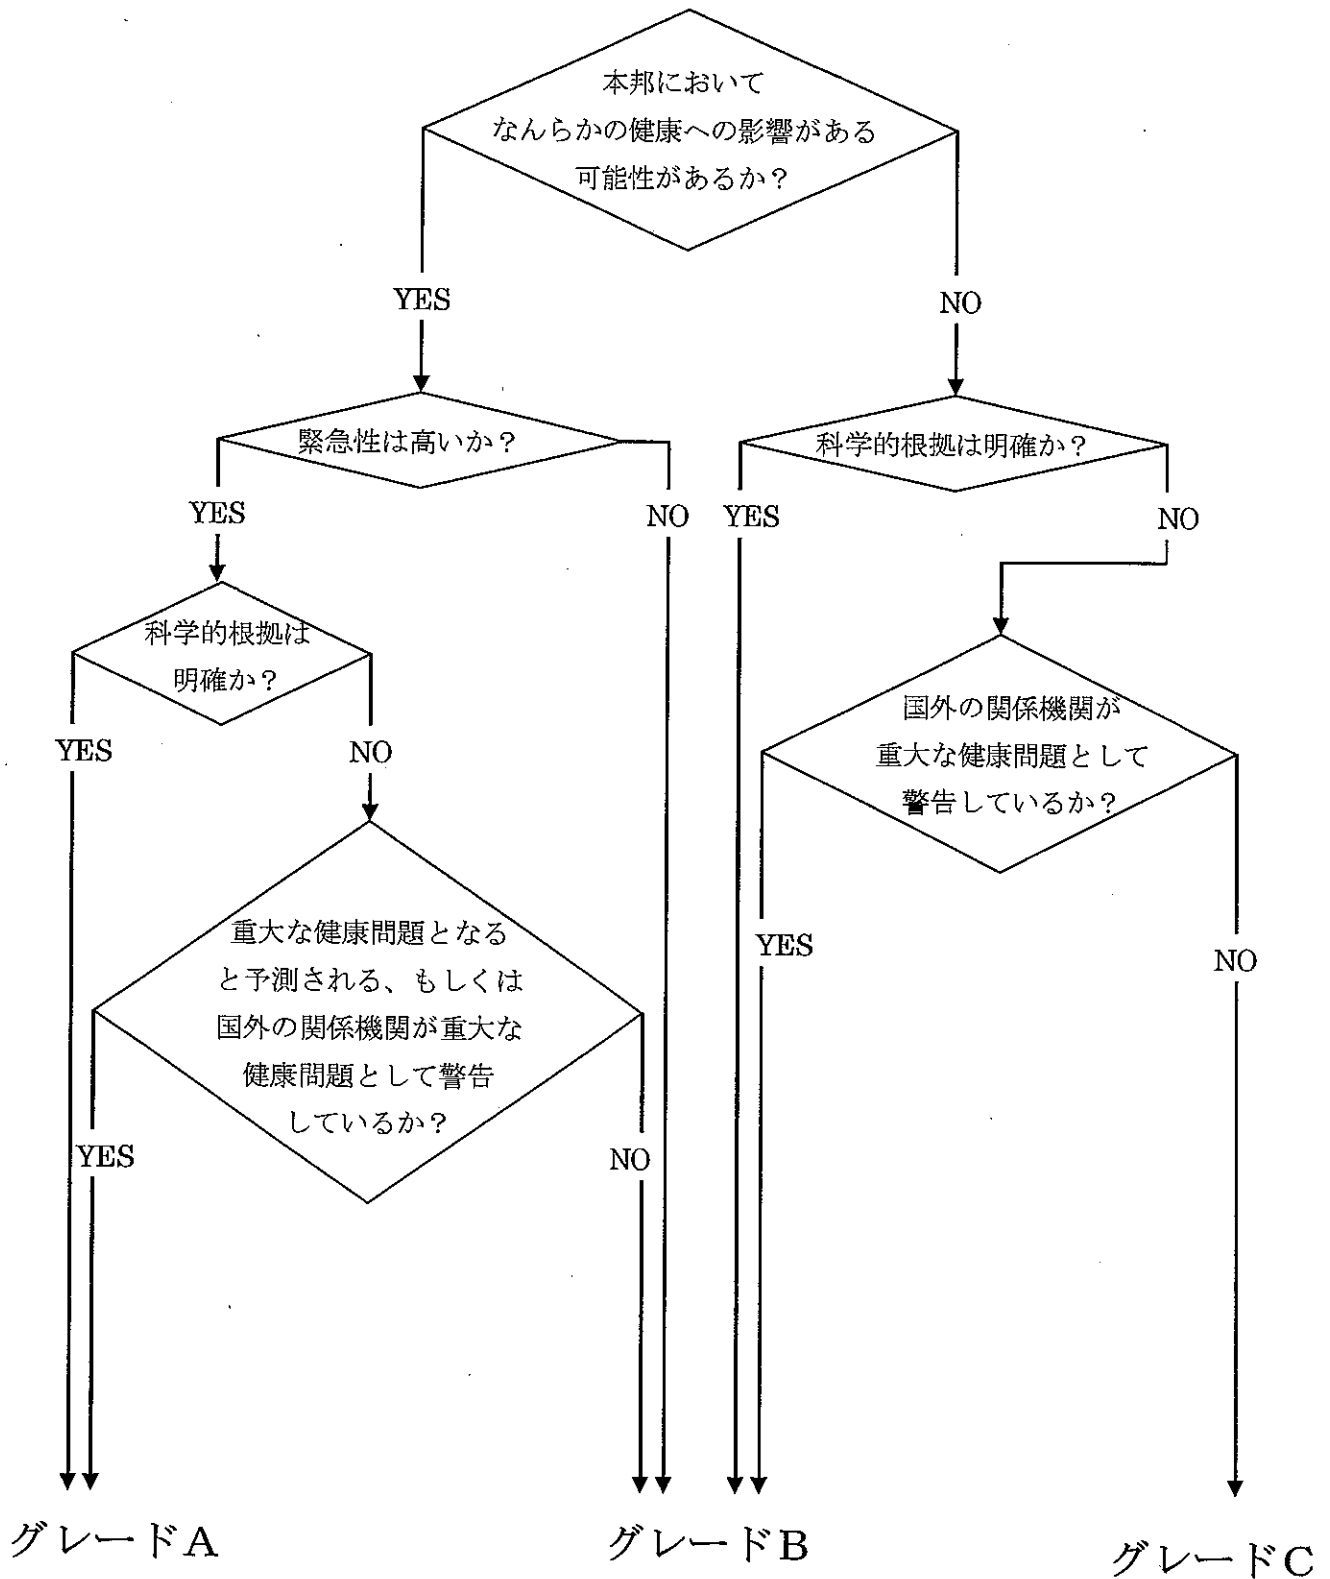 本邦において
なんらかの健康への影響がある
可能性があるか？
YES
NO
緊急性は高いか？
科学的根拠は明確か？
YES
NO
YES
NO
科学的根拠は
明確か？
国外の関係機関が
重大な健康問題として
警告しているか？
YES
NO
重大な健康問題となる
と予測される、もしくは
国外の関係機関が重大な
健康問題として警告
しているか？
YES
NO
YES
NO
グレードA
グレードB
グレードC